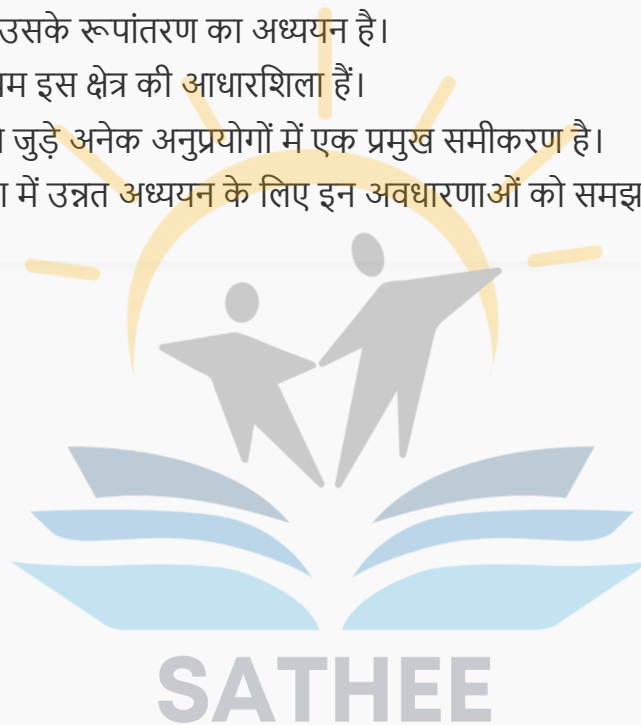 उसके रूपांतरण का अध्ययन है।
इस क्षेत्र की आधारशिला हैं।
जुड़े अनेक अनुप्रयोगों में एक प्रमुख समीकरण है।
में उन्नत अध्ययन के लिए इन अवधारणाओं को समझ
SATHEE